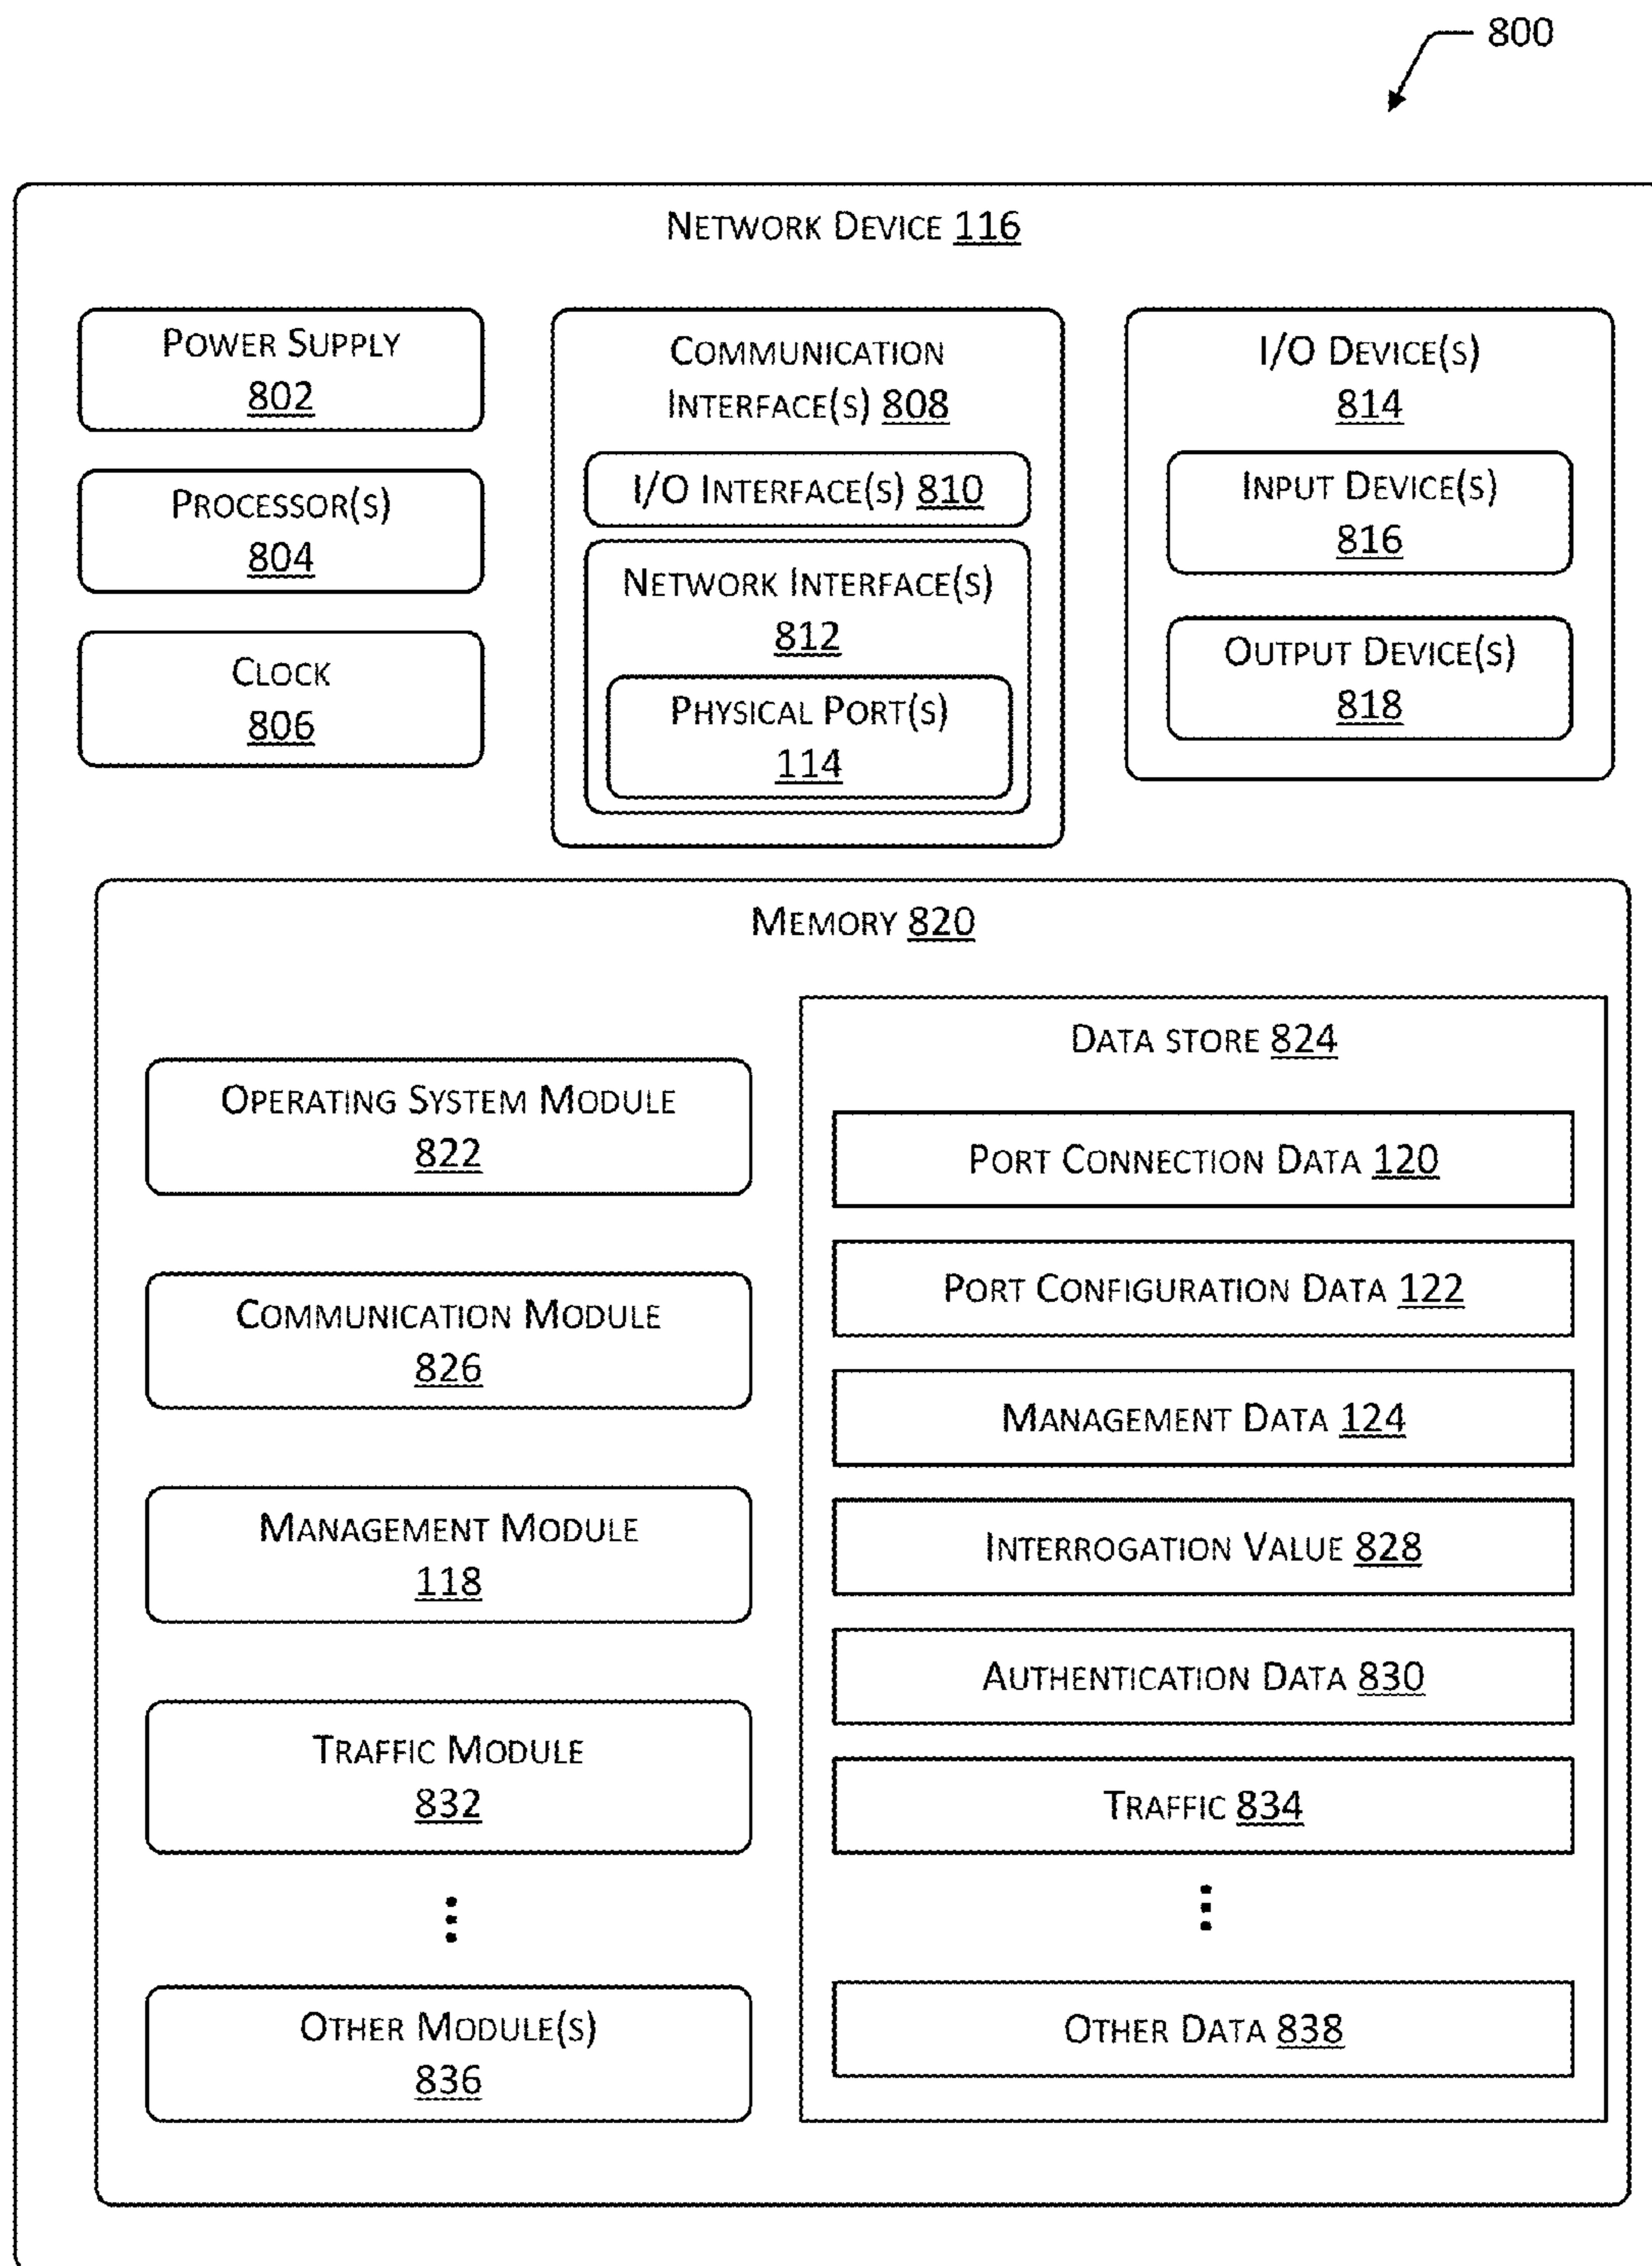 800
NETWORK DEVICE 116
POWER SUPPLY
802
PROCESSOR(S)
804
CLOCK
806
COMMUNICATION
INTERFACE(S) 808
I/O INTERFACE(S) 810
NETWORK INTERFACE(S)
812
PHYSICAL PORT(S)
114
I/O DEVICE(S)
814
INPUT DEVICE(S)
816
OUTPUT DEVICE(S)
818
MEMORY 820
OPERATING SYSTEM MODULE
822
COMMUNICATION MODULE
826
MANAGEMENT MODULE
118
TRAFFIC MODULE
832
OTHER MODULE(S)
836
DATA STORE 824
PORT CONNECTION DATA 120
PORT CONFIGURATION DATA 122
MANAGEMENT DATA 124
INTERROGATION VALUE 828
AUTHENTICATION DATA 830
TRAFFIC 834
OTHER DATA 838